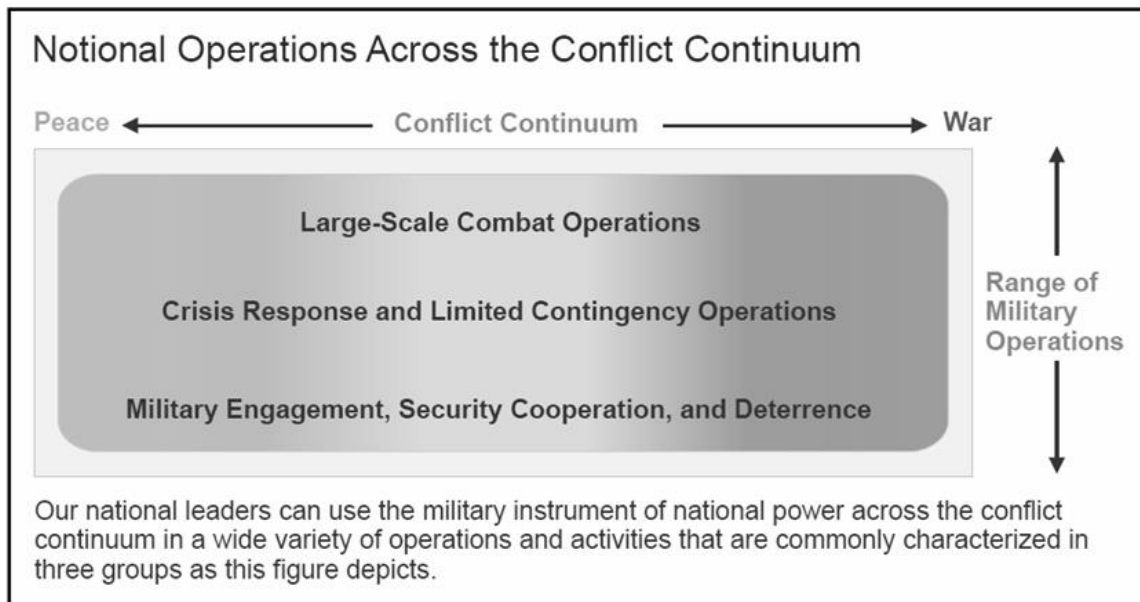 Notional Operations Across the Conflict Continuum
Peace Conflict Continuum War
Large-Scale Combat Operations
Crisis Response and Limited Contingency Operations
Military Engagement, Security Cooperation, and Deterrence
Range of
Military
Operations
Our national leaders can use the military instrument of national power across the conflict
continuum in a wide variety of operations and activities that are commonly characterized in
three groups as this figure depicts.